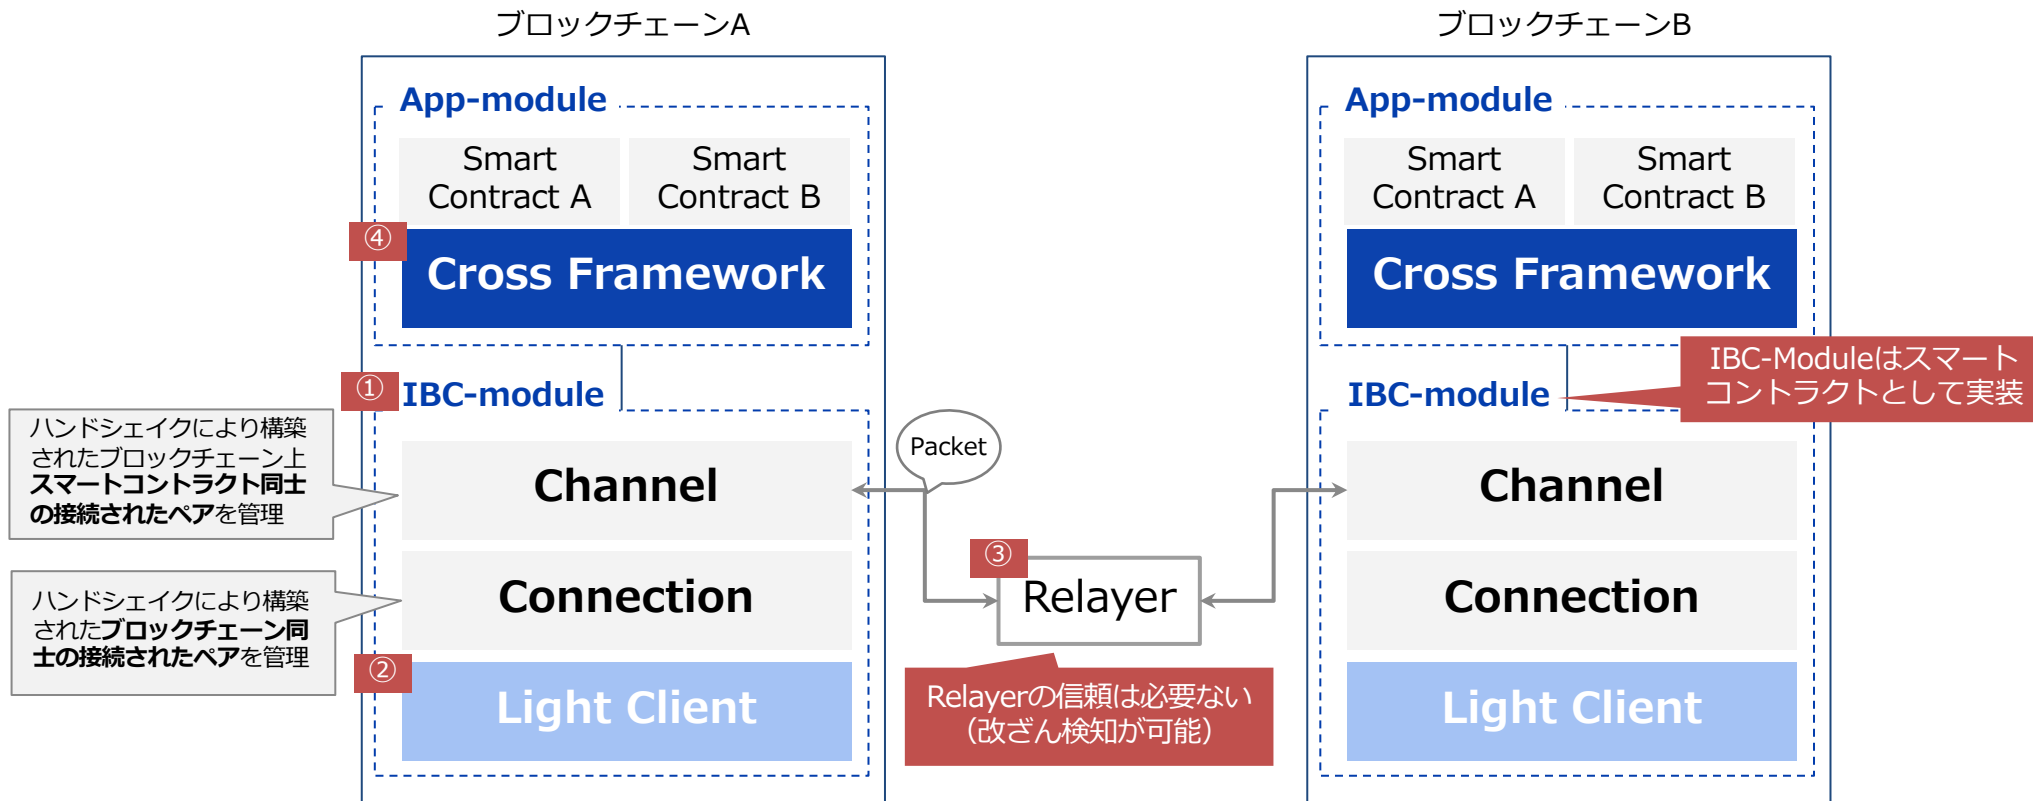 ブロックチェーンA
ブロックチェーンB
App-module
Smart
Contract A
Smart
Contract B
④
Cross Framework
①
IBC-module
ハンドシェイクにより構築
されたブロックチェーン上
スマートコントラクト同士
の接続されたペアを管理
Channel
ハンドシェイクにより構築
されたブロックチェーン同
士の接続されたペアを管理
Connection
②
Light Client
Packet
③
Relayer
Relayerの信頼は必要ない
（改ざん検知が可能）
App-module
Smart
Contract A
Smart
Contract B
Cross Framework
IBC-Moduleはスマート
コントラクトとして実装
IBC-module
Channel
Connection
Light Client